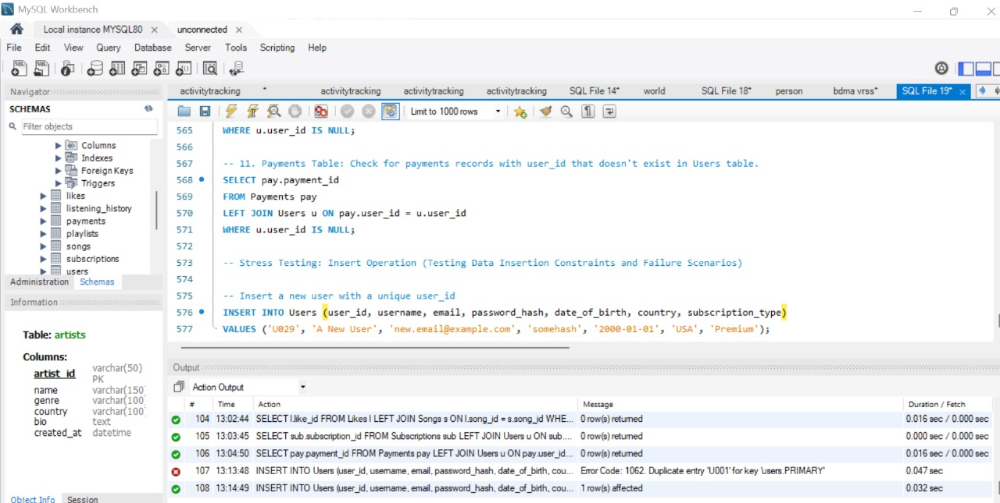 MySQL Workbench
Local instance MYSQL80 × unconnected ×
File Edit View Query Database Server Tools Scripting Help
Navigator
SCHEMAS
Filter objects
Columns
Indexes
Foreign Keys
Triggers
likes
listening_history
payments
playlists
songs
subscriptions
users
Administration Schemas
Information
Table: artists
Columns:
artist_id varchar(50) PK
name varchar(150)
genre varchar(100)
country varchar(100)
bio text
created_at datetime
Object Info Session
activitytracking * activitytracking activitytracking activitytracking SQL File 14* world SQL File 18* person bdma vrss* SQL File 19* ×
Limit to 1000 rows
565 WHERE u.user_id IS NULL;
566
567 -- 11. Payments Table: Check for payments records with user_id that doesn't exist in Users table.
568 SELECT pay.payment_id
569 FROM Payments pay
570 LEFT JOIN Users u ON pay.user_id = u.user_id
571 WHERE u.user_id IS NULL;
572
573 -- Stress Testing: Insert Operation (Testing Data Insertion Constraints and Failure Scenarios)
574
575 -- Insert a new user with a unique user_id
576 INSERT INTO Users (user_id, username, email, password_hash, date_of_birth, country, subscription_type)
577 VALUES ('U029', 'A New User', 'new.email@example.com', 'somehash', '2000-01-01', 'USA', 'Premium');
Output
Action Output
# Time Action Message Duration / Fetch
104 13:02:44 SELECT l.like_id FROM Likes l LEFT JOIN Songs s ON l.song_id = s.song_id WHE... 0 row(s) returned 0.016 sec / 0.000 sec
105 13:03:45 SELECT sub.subscription_id FROM Subscriptions sub LEFT JOIN Users u ON sub.... 0 row(s) returned 0.000 sec / 0.000 sec
106 13:04:50 SELECT pay.payment_id FROM Payments pay LEFT JOIN Users u ON pay.user_id... 0 row(s) returned 0.016 sec / 0.000 sec
107 13:13:48 INSERT INTO Users (user_id, username, email, password_hash, date_of_birth, cou... Error Code: 1062. Duplicate entry 'U001' for key 'users.PRIMARY' 0.047 sec
108 13:14:49 INSERT INTO Users (user_id, username, email, password_hash, date_of_birth, cou... 1 row(s) affected 0.032 sec